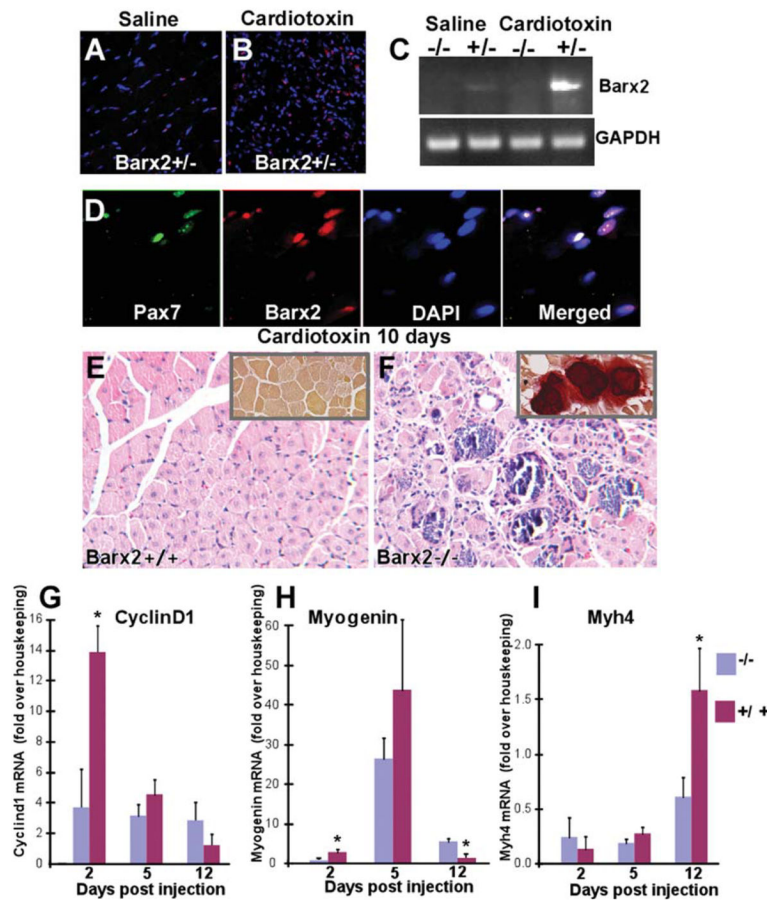 Saline Cardiotoxin
A B
Barx2+/- Barx2+/-
C Saline Cardiotoxin
-/- +/- -/- +/-
Barx2
GAPDH
D
Pax7 Barx2 DAPI Merged
Cardiotoxin 10 days
E F
Barx2+/+ Barx2-/-
G CyclinD1
Cyclind1 mRNA (fold over houskeeping)
16
14
12
10
8
6
4
2
0
*
2 5 12
Days post injection
H Myogenin
Myogenin mRNA (fold over houskeeping)
60
50
40
30
20
10
0
* *
2 5 12
Days post injection
I Myh4
Myh4 mRNA (fold over houskeeping)
2.0
1.5
1.0
0.5
0
*
2 5 12
Days post injection
-/-
+/ +